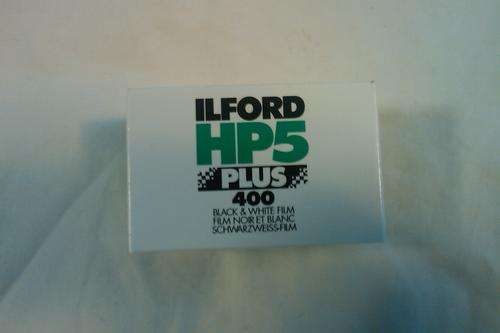 ILFORD
HP5
PLUS
400
BLACK & WHITE FILM
FILM NOIR ET BLANC
SCHWARZWEISS-FILM